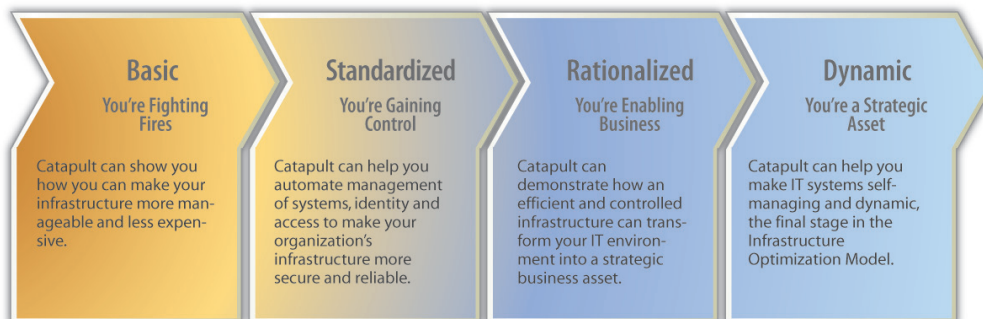 Basic
You're Fighting
Fires
Catapult can show you
how you can make your
infrastructure more man-
ageable and less expen-
sive.
Standardized
You're Gaining
Control
Catapult can help you
automate management
of systems, identity and
access to make your
organization's
infrastructure more
secure and reliable.
Rationalized
You're Enabling
Business
Catapult can
demonstrate how an
efficient and controlled
infrastructure can trans-
form your IT environ-
ment into a strategic
business asset.
Dynamic
You're a Strategic
Asset
Catapult can help you
make IT systems self-
managing and dynamic,
the final stage in the
Infrastructure
Optimization Model.